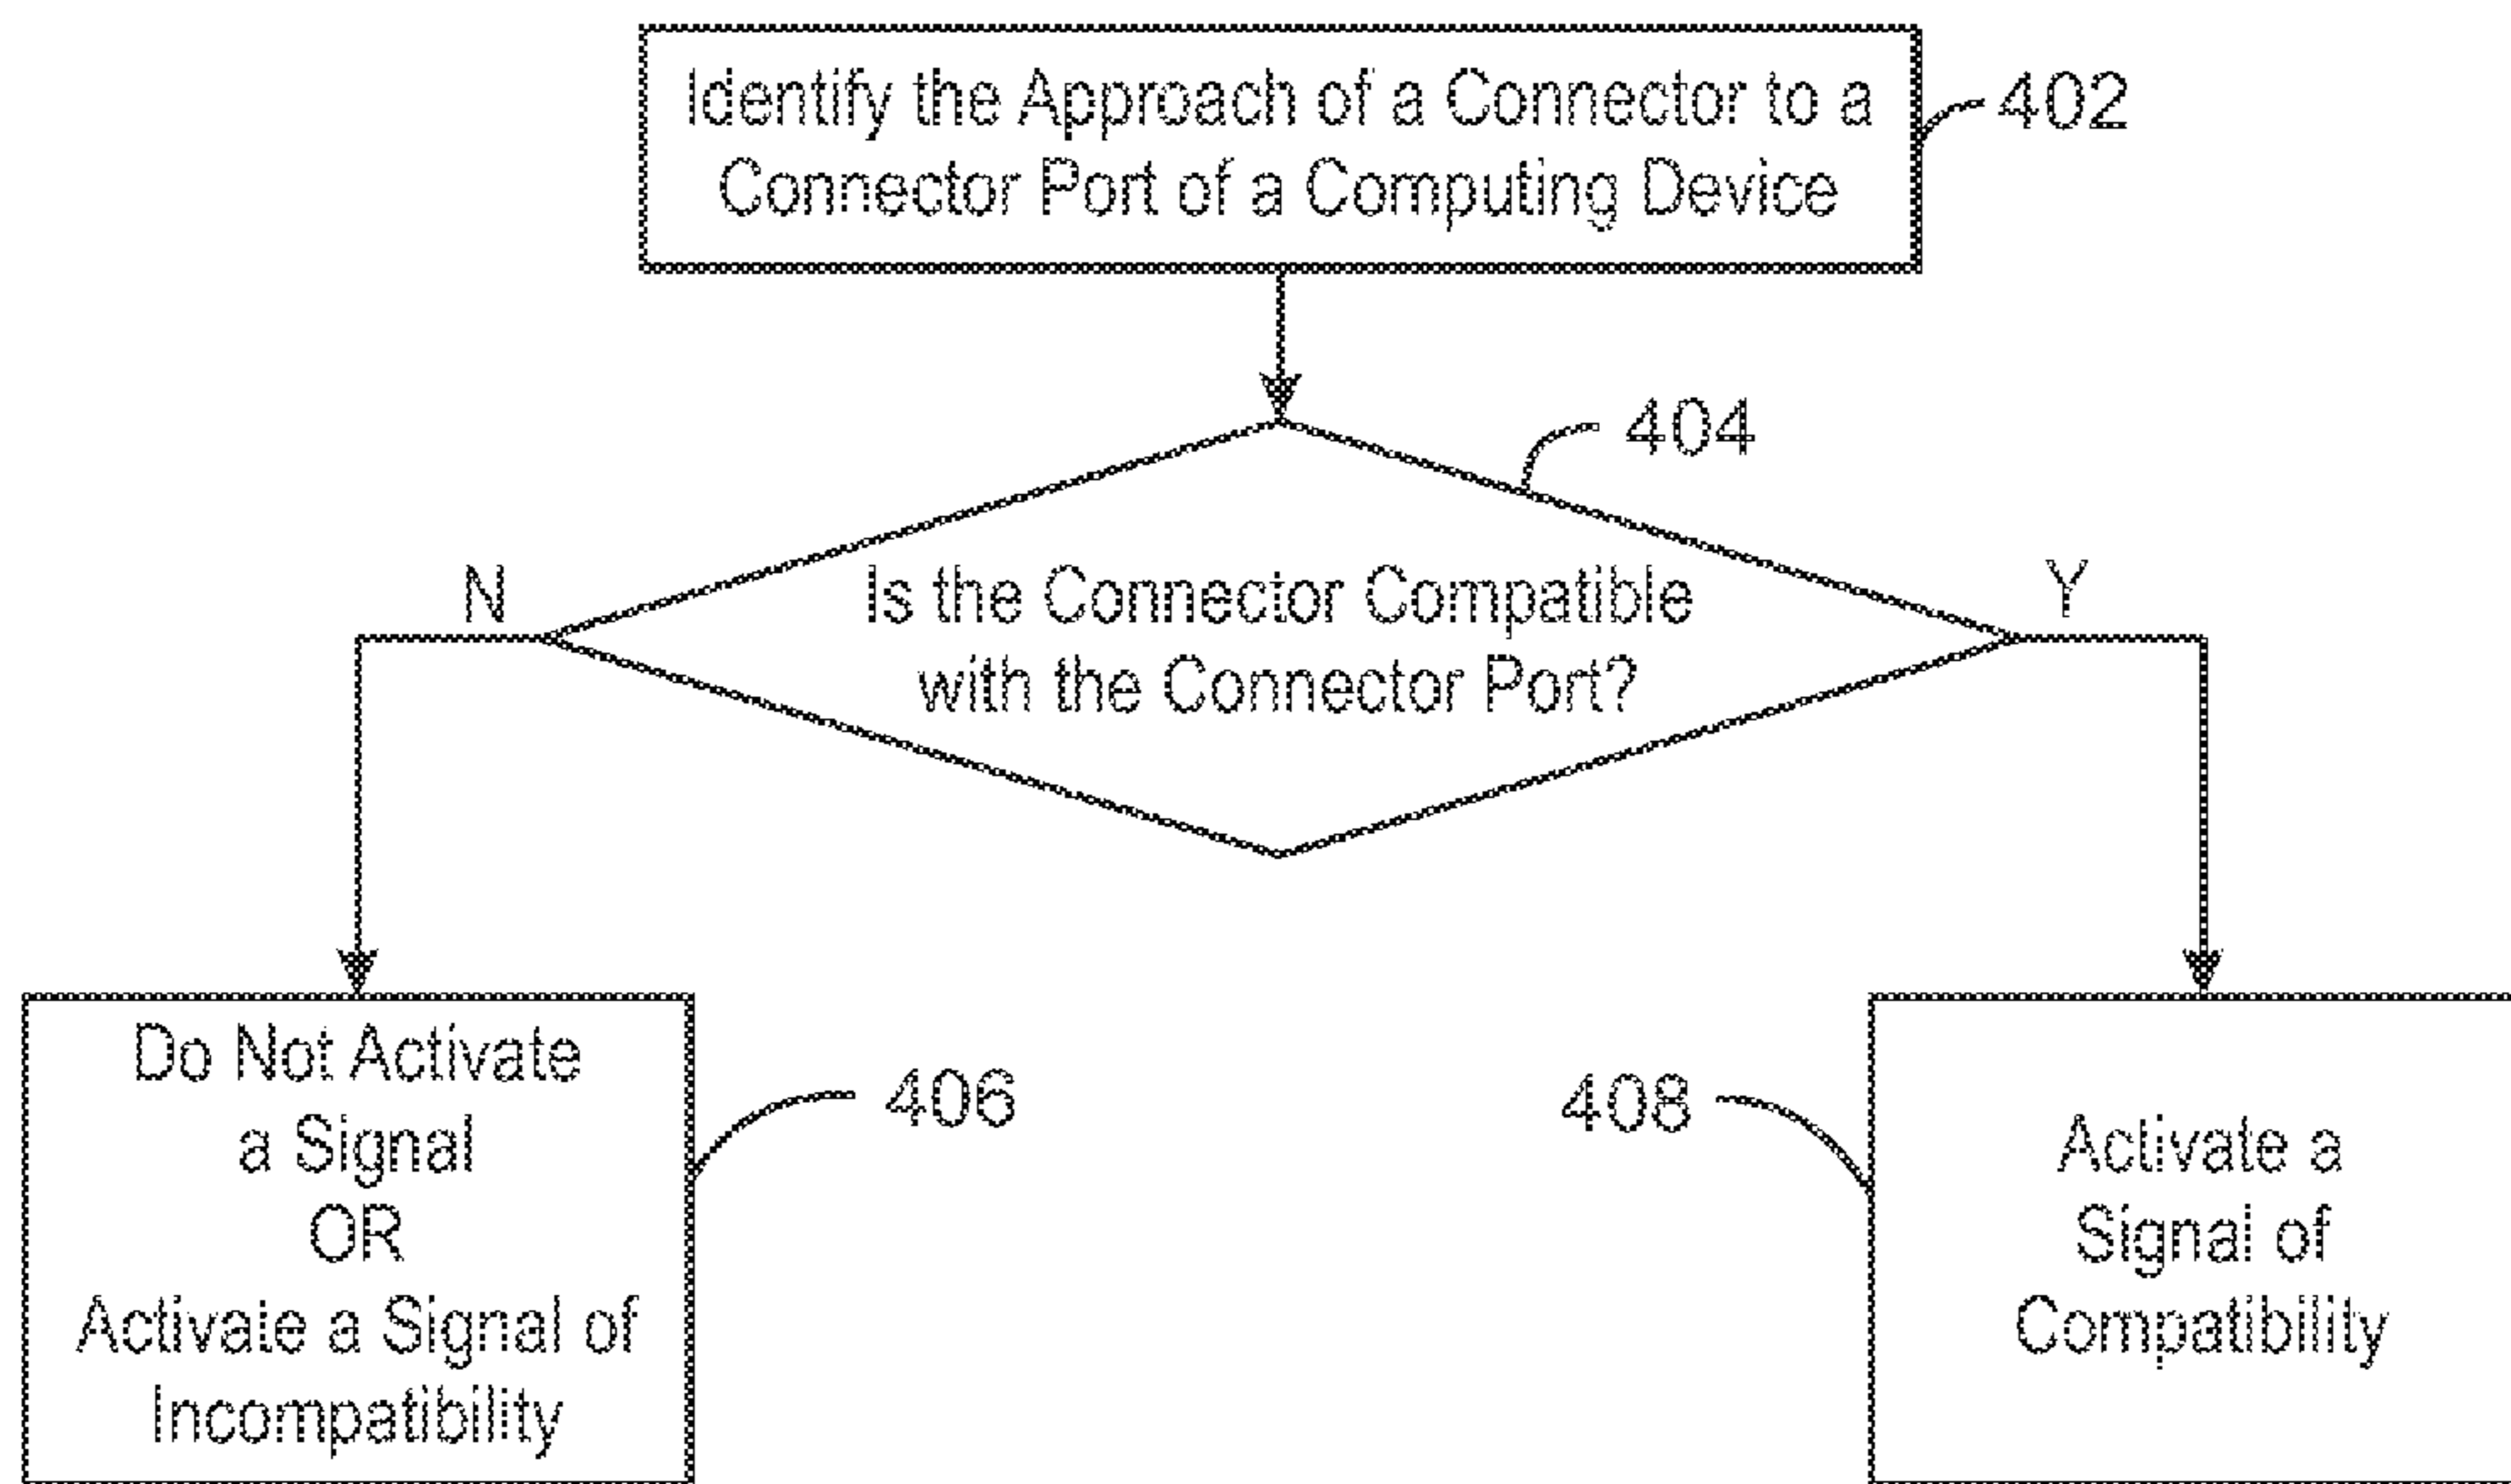 Identify the Approach of a Connector to a
Connector Port of a Computing Device
402
404
N
Is the Connector Compatible
with the Connector Port?
Y
Do Not Activate
a Signal
OR
Activate a Signal of
Incompatibility
406
408
Activate a
Signal of
Compatibility